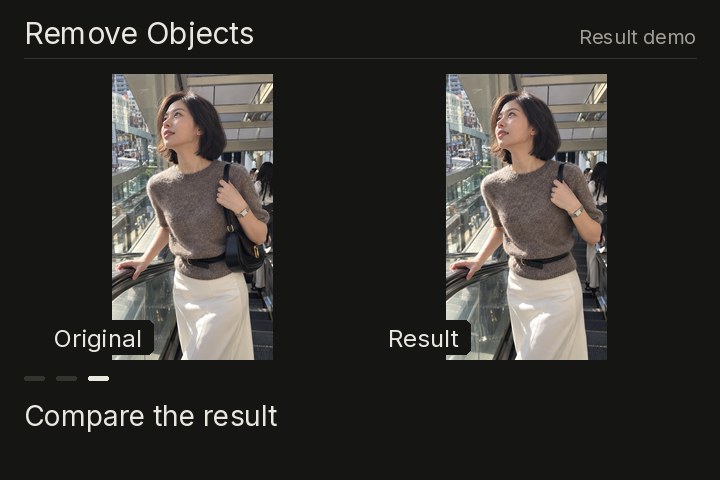 Remove Objects
Result demo
Original
Result
Compare the result